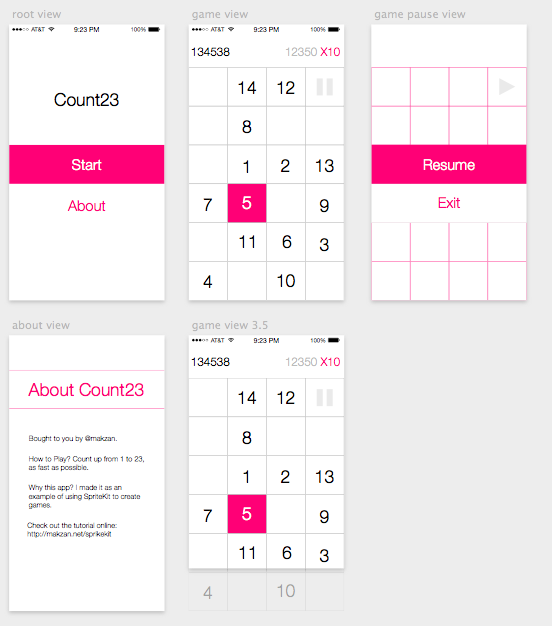 root view
AT&T 9:23 PM 100%
Count23
Start
About
game view
AT&T 9:23 PM 100%
134538 12350 X10
14 12
8
1 2 13
7 5 9
11 6 3
4 10
game pause view
Resume
Exit
about view
About Count23
Bought to you by @makzan.
How to Play? Count up from 1 to 23,
as fast as possible.
Why this app? I made it as an
example of using SpriteKit to create
games.
Check out the tutorial online:
http://makzan.net/sprikekit
game view 3.5
AT&T 9:23 PM 100%
134538 12350 X10
14 12
8
1 2 13
7 5 9
11 6 3
4 10